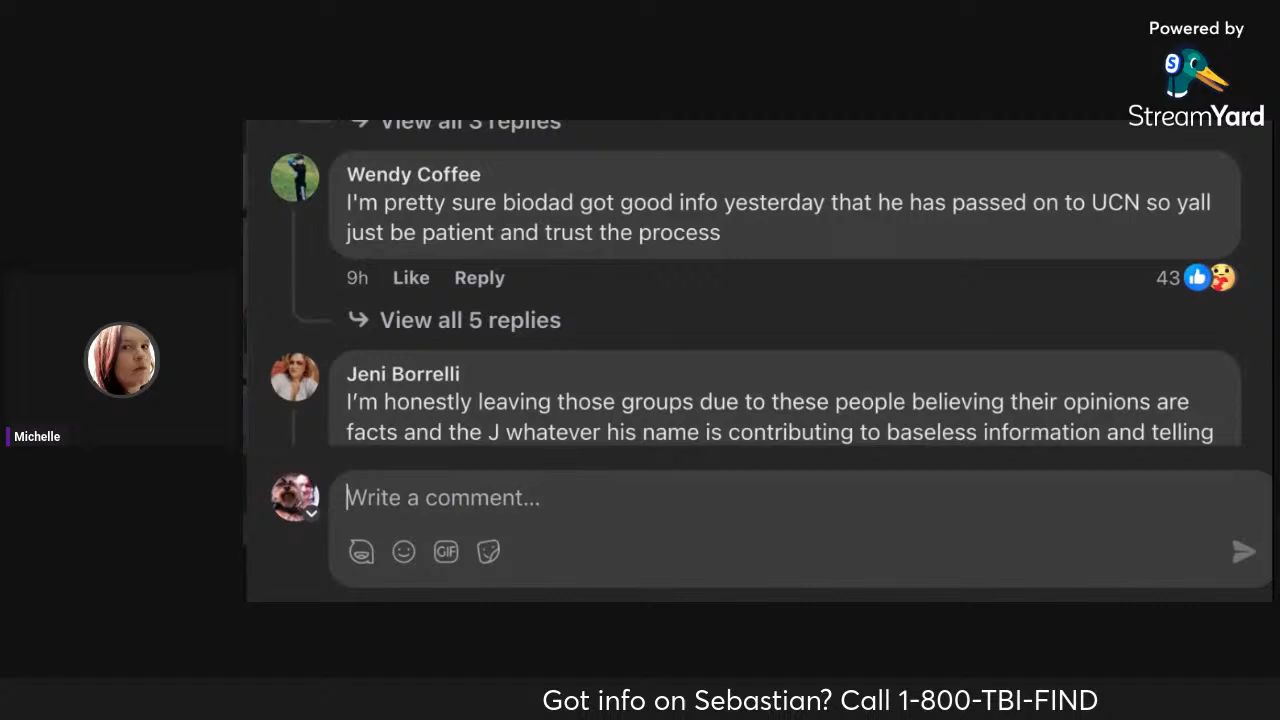 Powered by
StreamYard
View all 3 replies
Wendy Coffee
I'm pretty sure biodad got good info yesterday that he has passed on to UCN so yall
just be patient and trust the process
9h Like Reply 43
View all 5 replies
Jeni Borrelli
I'm honestly leaving those groups due to these people believing their opinions are
facts and the J whatever his name is contributing to baseless information and telling
Michelle
Write a comment...
GIF
Got info on Sebastian? Call 1-800-TBI-FIND